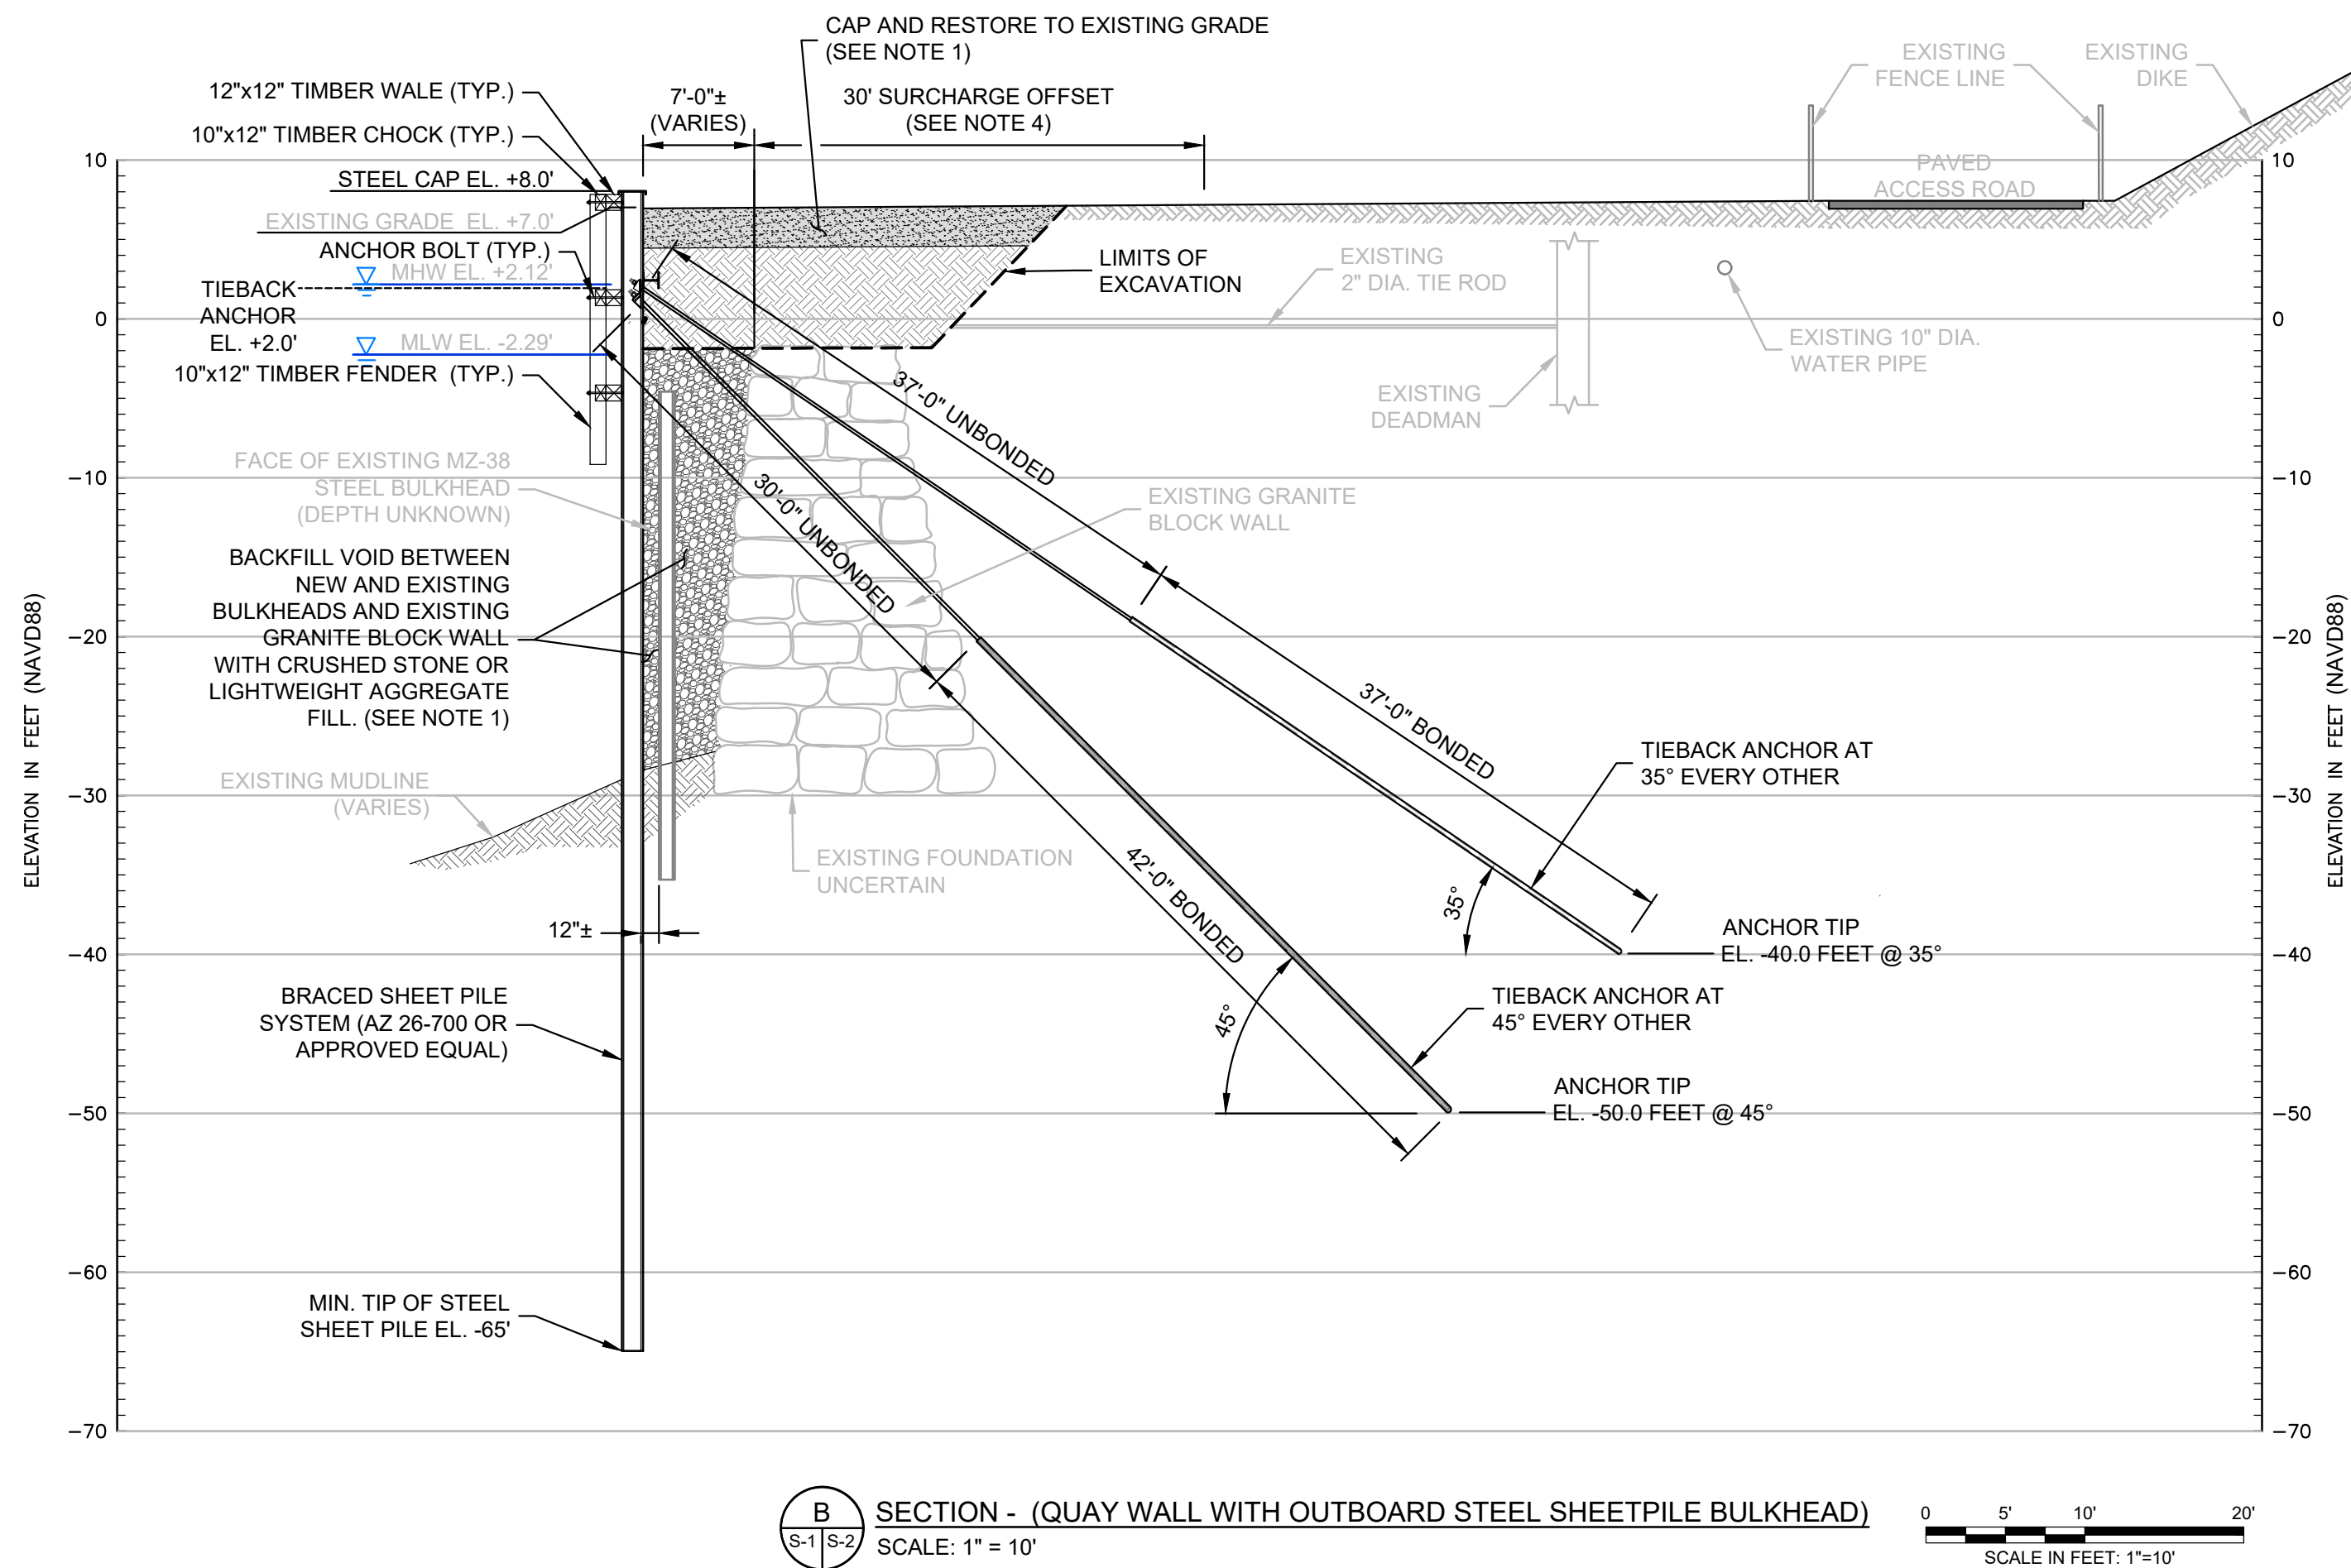 CAP AND RESTORE TO EXISTING GRADE
(SEE NOTE 1)
EXISTING
FENCE LINE
EXISTING
DIKE
12"x12" TIMBER WALE (TYP.)
7'-0"±
(VARIES)
30' SURCHARGE OFFSET
(SEE NOTE 4)
10"x12" TIMBER CHOCK (TYP.)
STEEL CAP EL. +8.0'
PAVED
ACCESS ROAD
EXISTING GRADE EL. +7.0'
ANCHOR BOLT (TYP.)
MHW EL. +2.12'
TIEBACK
ANCHOR
EL. +2.0'
MLW EL. -2.29'
10"x12" TIMBER FENDER (TYP.)
LIMITS OF
EXCAVATION
EXISTING
2" DIA. TIE ROD
EXISTING 10" DIA.
WATER PIPE
EXISTING
DEADMAN
37'-0" UNBONDED
30'-0" UNBONDED
FACE OF EXISTING MZ-38
STEEL BULKHEAD
(DEPTH UNKNOWN)
EXISTING GRANITE
BLOCK WALL
BACKFILL VOID BETWEEN
NEW AND EXISTING
BULKHEADS AND EXISTING
GRANITE BLOCK WALL
WITH CRUSHED STONE OR
LIGHTWEIGHT AGGREGATE
FILL. (SEE NOTE 1)
37'-0" BONDED
TIEBACK ANCHOR AT
35° EVERY OTHER
EXISTING MUDLINE
(VARIES)
EXISTING FOUNDATION
UNCERTAIN
42'-0" BONDED
35°
12"±
ANCHOR TIP
EL. -40.0 FEET @ 35°
BRACED SHEET PILE
SYSTEM (AZ 26-700 OR
APPROVED EQUAL)
45°
TIEBACK ANCHOR AT
45° EVERY OTHER
ANCHOR TIP
EL. -50.0 FEET @ 45°
MIN. TIP OF STEEL
SHEET PILE EL. -65'
ELEVATION IN FEET (NAVD88)
10
0
−10
−20
−30
−40
−50
−60
−70
10
0
−10
−20
−30
−40
−50
−60
−70
ELEVATION IN FEET (NAVD88)
B
S-1 S-2
SECTION - (QUAY WALL WITH OUTBOARD STEEL SHEETPILE BULKHEAD)
SCALE: 1" = 10'
0 5' 10' 20'
SCALE IN FEET: 1"=10'